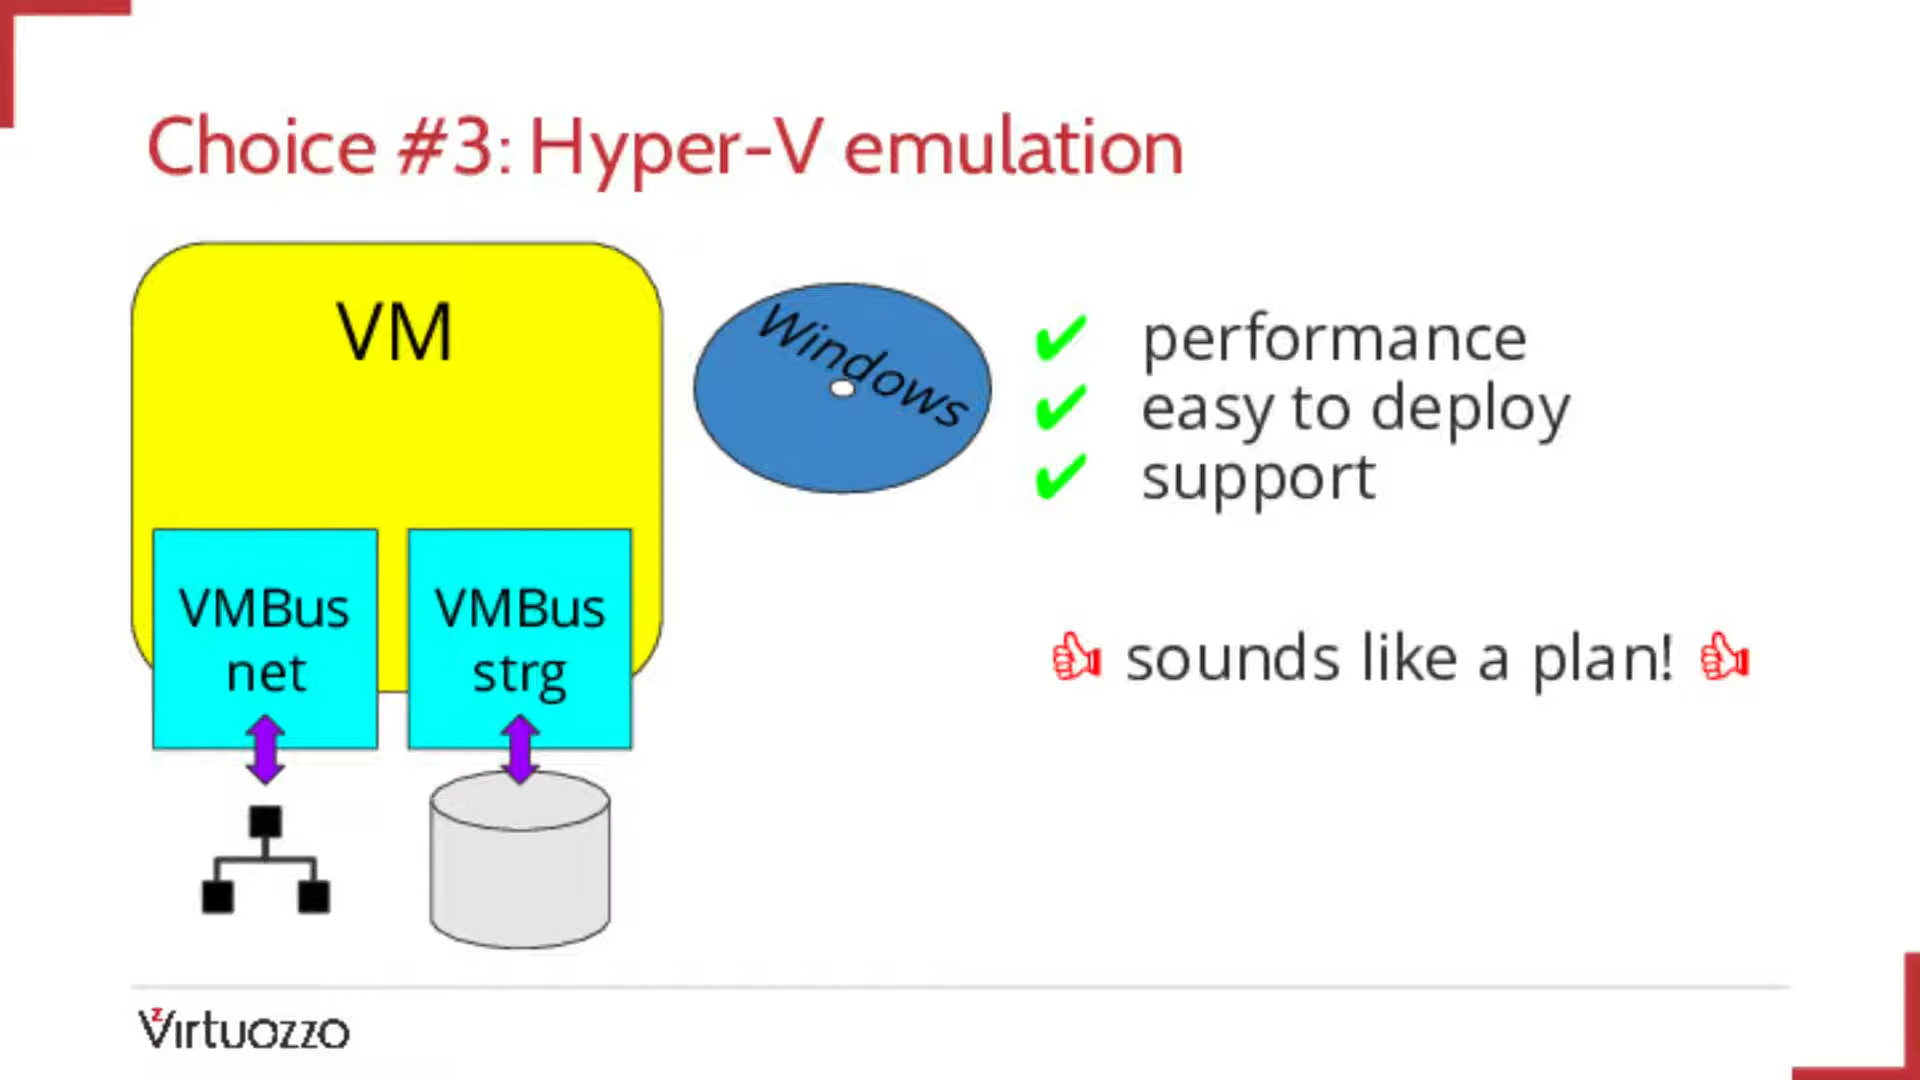 Choice #3: Hyper-V emulation
VM
Windows
✔ performance
✔ easy to deploy
✔ support
VMBus
net
VMBus
strg
👍 sounds like a plan! 👍
Virtuozzo